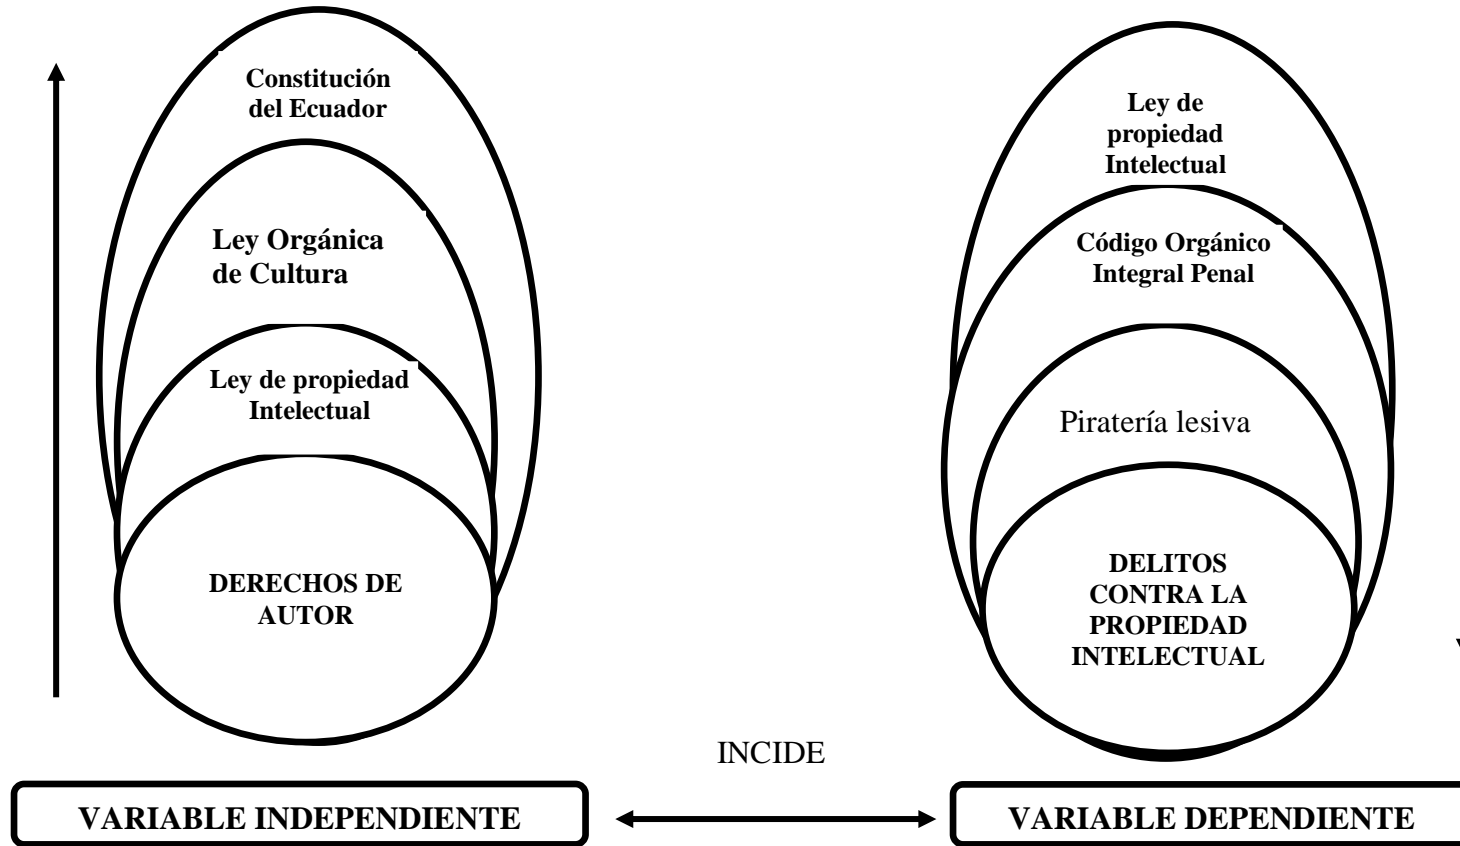 Constitución
del Ecuador
Ley Orgánica
de Cultura
Ley de propiedad
Intelectual
DERECHOS DE
AUTOR
Ley de
propiedad
Intelectual
Código Orgánico
Integral Penal
Piratería lesiva
DELITOS
CONTRA LA
PROPIEDAD
INTELECTUAL
INCIDE
VARIABLE INDEPENDIENTE
VARIABLE DEPENDIENTE